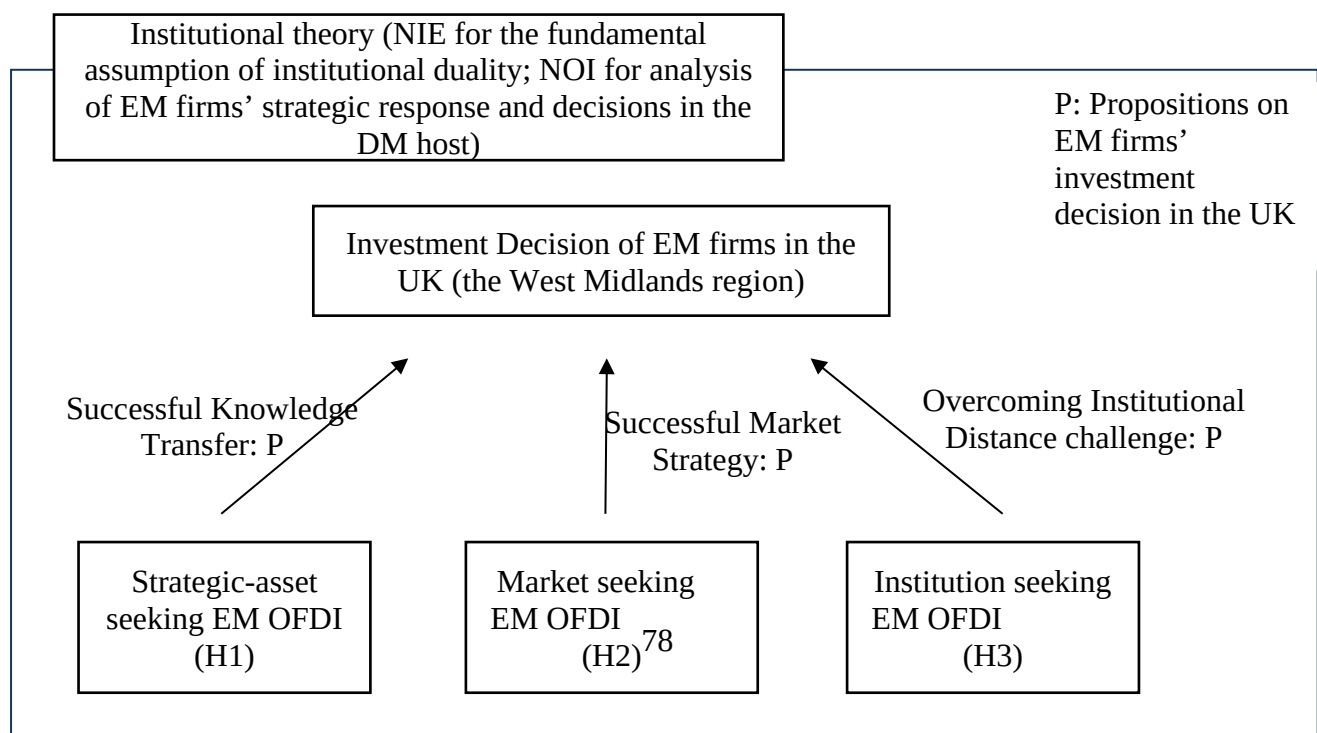 Institutional theory (NIE for the fundamental
assumption of institutional duality; NOI for analysis
of EM firms’ strategic response and decisions in the
DM host)
P: Propositions on
EM firms’
investment
decision in the UK
Investment Decision of EM firms in the
UK (the West Midlands region)
Successful Knowledge
Transfer: P
Successful Market
Strategy: P
Overcoming Institutional
Distance challenge: P
Strategic-asset
seeking EM OFDI
(H1)
Market seeking
EM OFDI
(H2)
78
Institution seeking
EM OFDI
(H3)